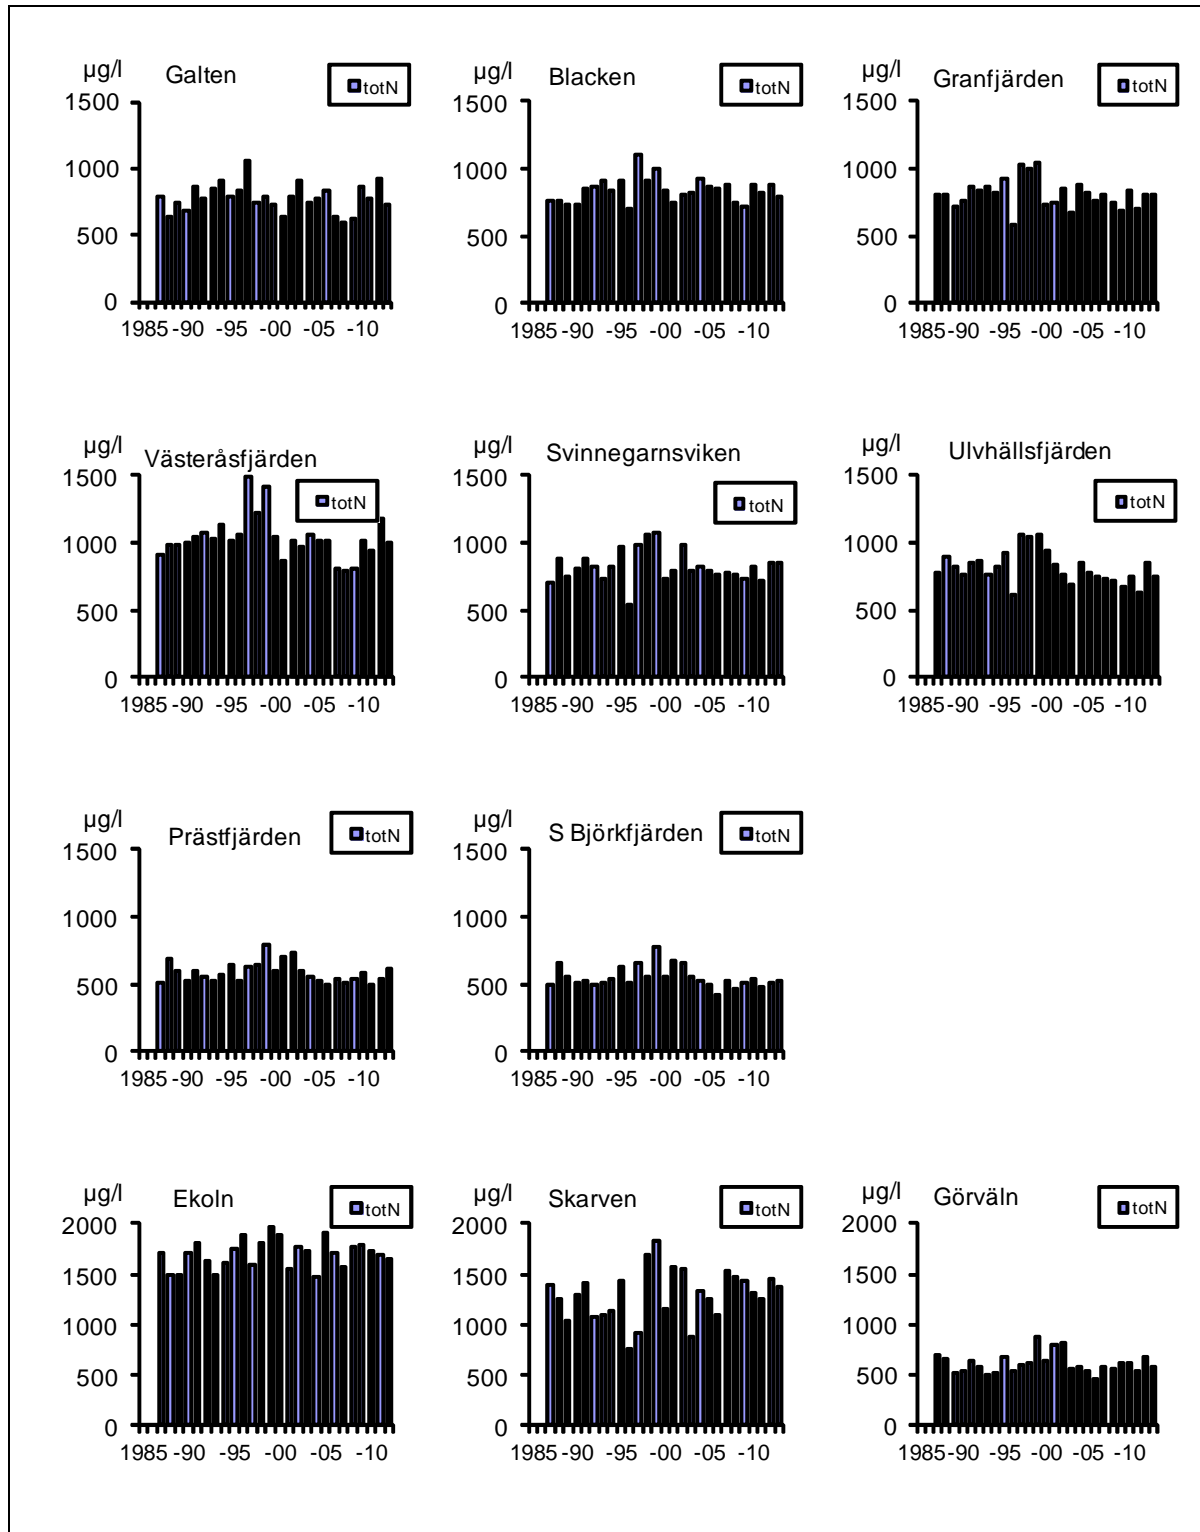 µg/l Galten totN
1500
1000
500
0
1985 -90 -95 -00 -05 -10
µg/l Blacken totN
1500
1000
500
0
1985 -90 -95 -00 -05 -10
µg/l Granfjärden totN
1500
1000
500
0
1985 -90 -95 -00 -05 -10
µg/l Västeråsfjärden
1500
totN
1000
500
0
1985 -90 -95 -00 -05 -10
µg/l Svinnegarnsviken
1500
totN
1000
500
0
1985 -90 -95 -00 -05 -10
µg/l Ulvhällsfjärden
1500
totN
1000
500
0
1985 -90 -95 -00 -05 -10
µg/l Prästfjärden totN
1500
1000
500
0
1985 -90 -95 -00 -05 -10
µg/l S Björkfjärden totN
1500
1000
500
0
1985 -90 -95 -00 -05 -10
µg/l Ekoln totN
2000
1500
1000
500
0
1985 -90 -95 -00 -05 -10
µg/l Skarven totN
2000
1500
1000
500
0
1985 -90 -95 -00 -05 -10
µg/l Görväln totN
2000
1500
1000
500
0
1985 -90 -95 -00 -05 -10